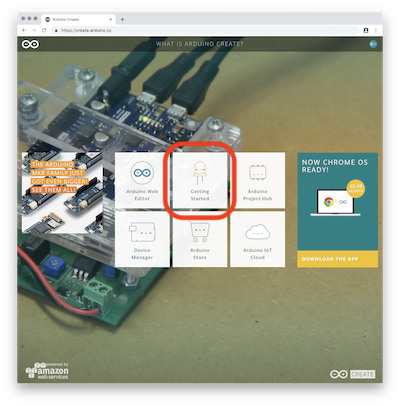 Arduino Create
https://create.arduino.cc
WHAT IS ARDUINO CREATE?
THE ARDUINO
MKR FAMILY JUST
GOT EVEN BIGGER,
SEE THEM ALL!
Arduino Web
Editor
Getting
Started
Arduino
Project Hub
NOW CHROME OS
READY!
Device
Manager
Arduino
Store
Arduino IoT
Cloud
DOWNLOAD THE APP
powered by
amazon
web services
CREATE